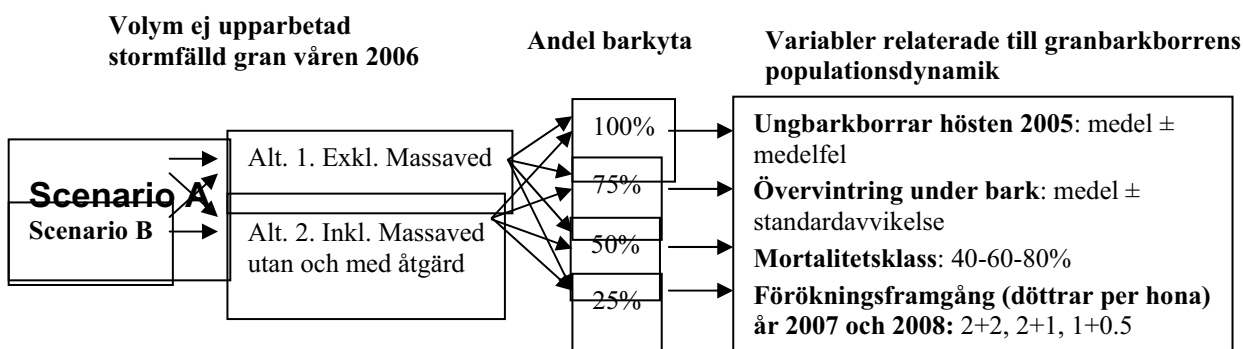 Volym ej upparbetad
stormfälld gran våren 2006
Andel barkyta
Variabler relaterade till granbarkborrens
populationsdynamik
Scenario A
Scenario B
Alt. 1. Exkl. Massaved
Alt. 2. Inkl. Massaved
utan och med åtgärd
100%
75%
50%
25%
Ungbarkborrar hösten 2005: medel ±
medelfel
Övervintring under bark: medel ±
standardavvikelse
Mortalitetsklass: 40-60-80%
Förökningsframgång (döttrar per hona)
år 2007 och 2008: 2+2, 2+1, 1+0.5